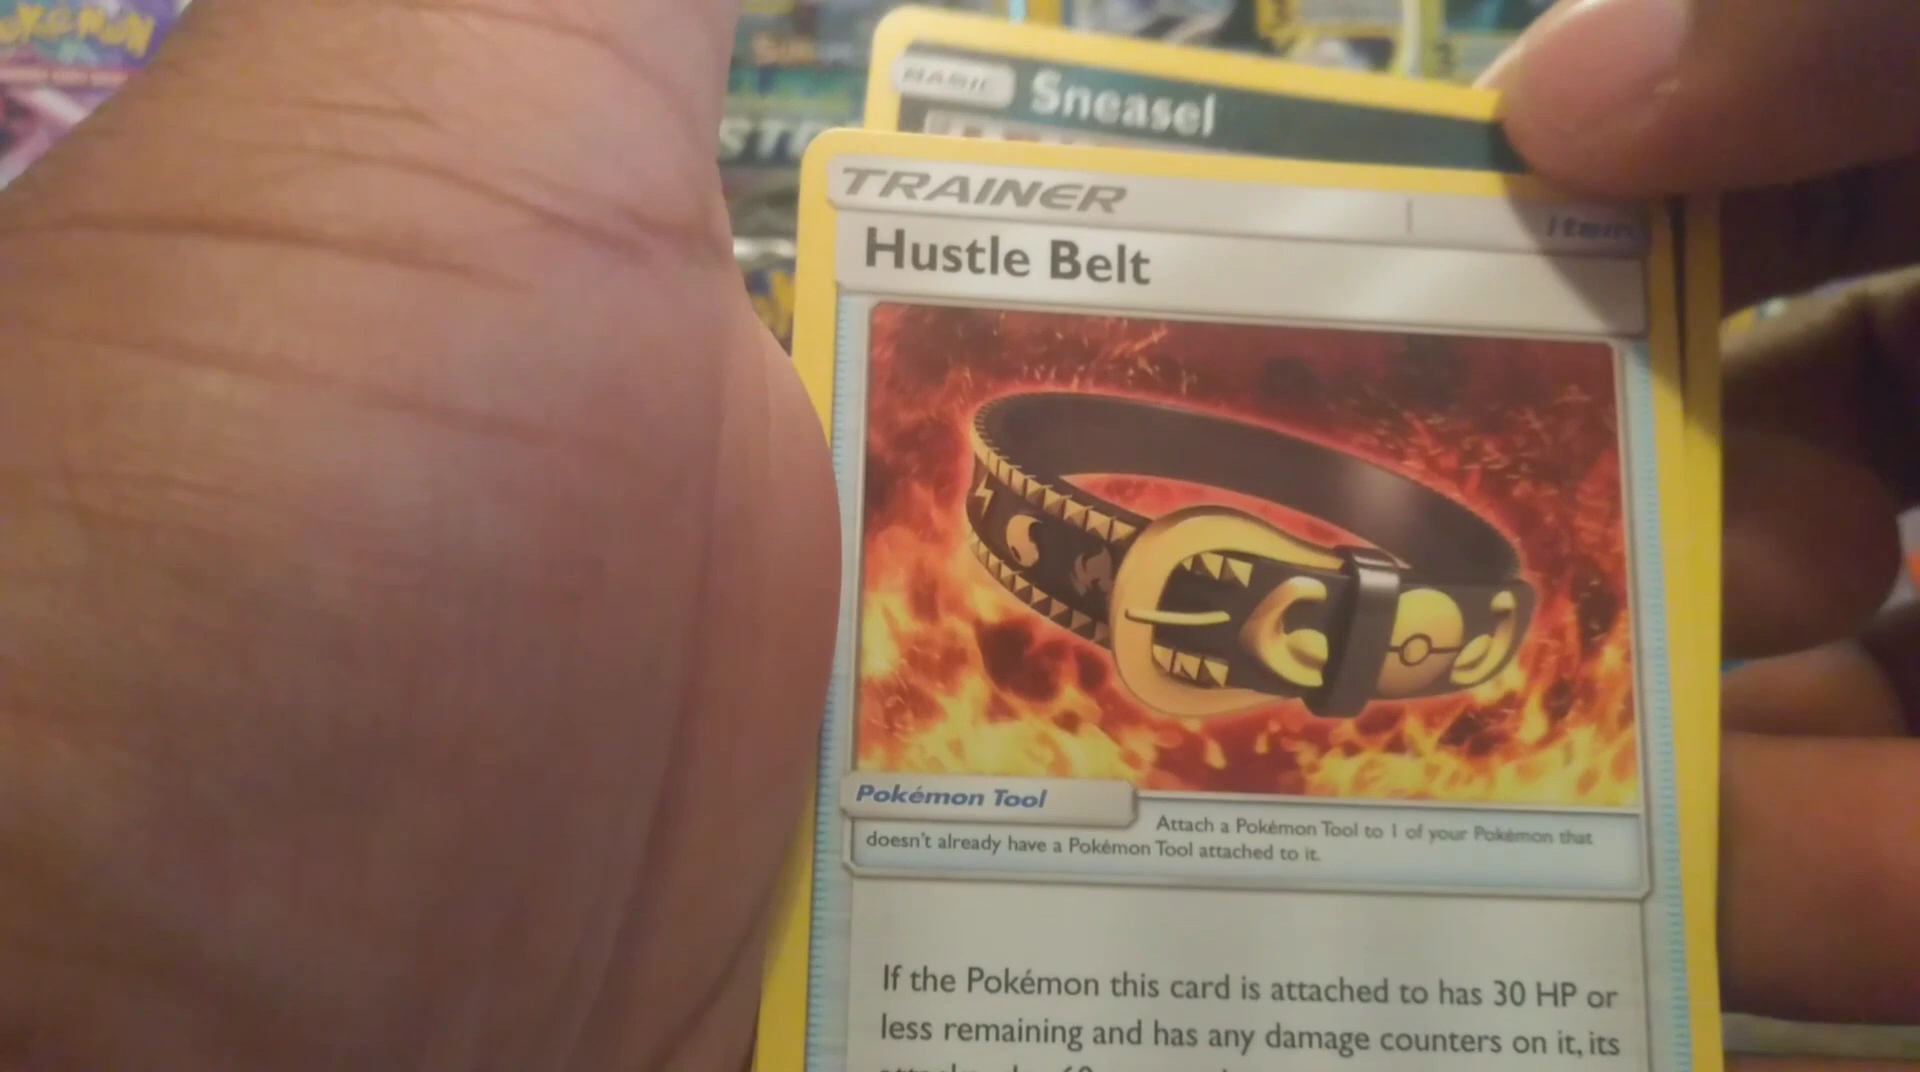 POKÉMON
BASIC Sneasel
TRAINER
Item
Hustle Belt
Pokémon Tool
Attach a Pokémon Tool to 1 of your Pokémon that
doesn't already have a Pokémon Tool attached to it.
If the Pokémon this card is attached to has 30 HP or
less remaining and has any damage counters on it, its